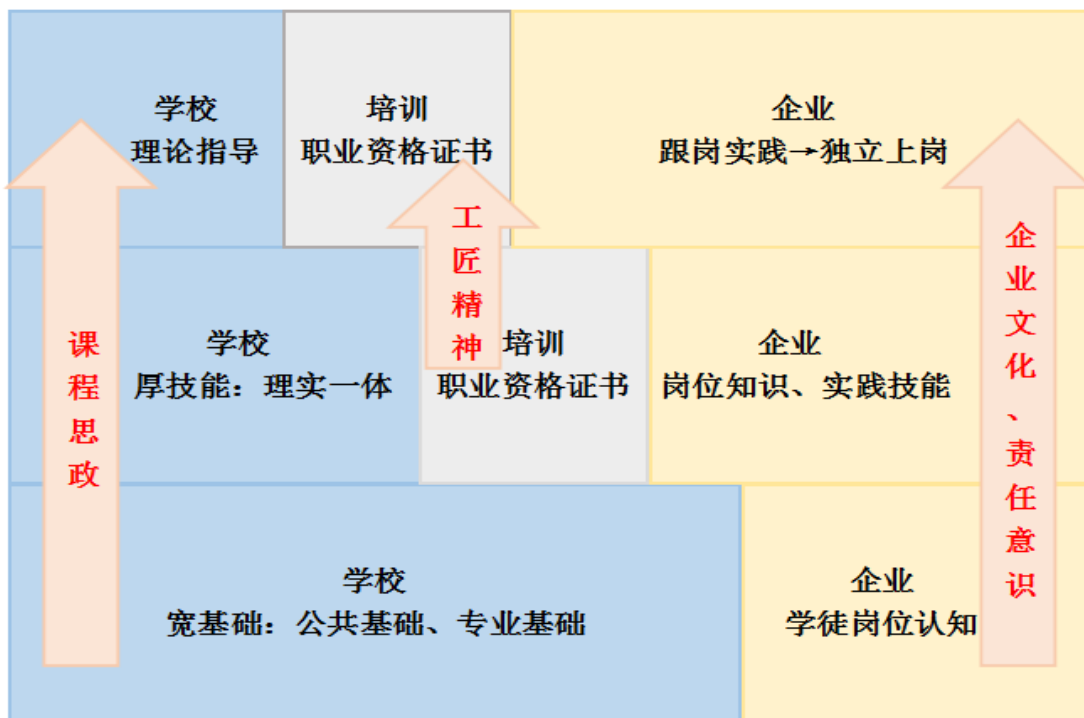 学校
理论指导
培训
职业资格证书
企业
跟岗实践→独立上岗
学校
厚技能：理实一体
培训
职业资格证书
企业
岗位知识、实践技能
学校
宽基础：公共基础、专业基础
企业
学徒岗位认知
课程思政
工匠精神
企业文化、责任意识